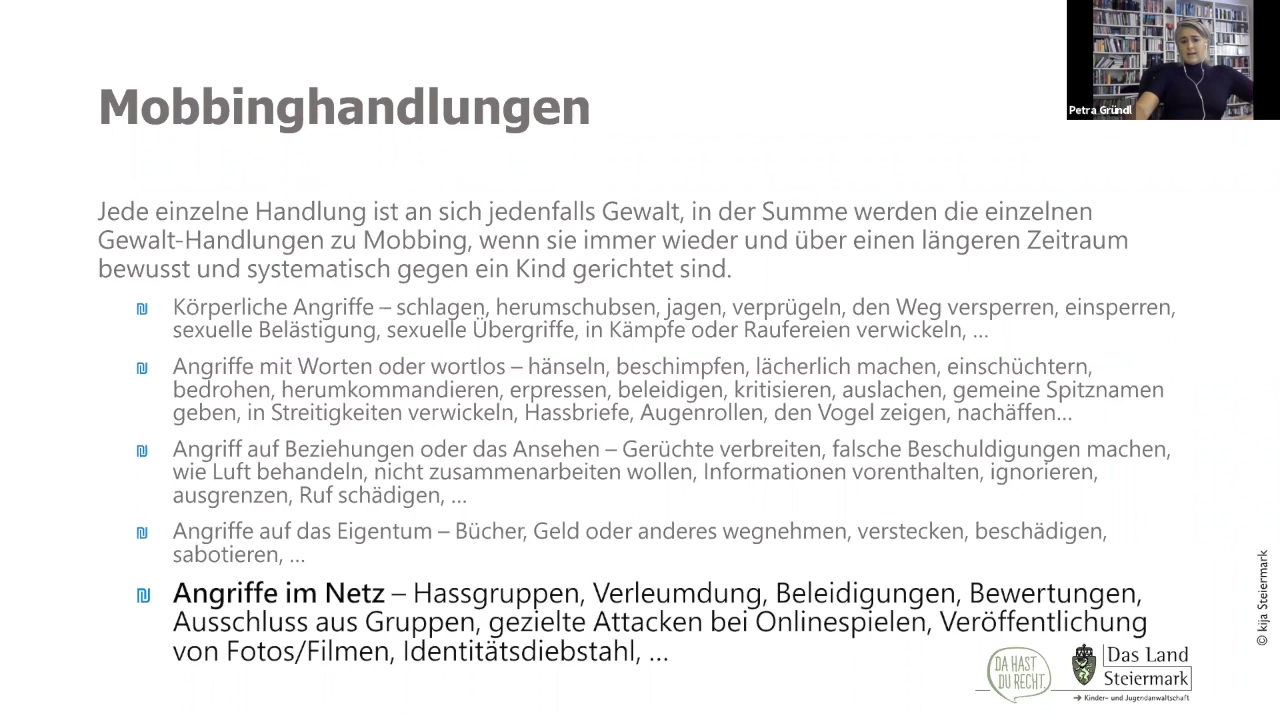 Petra Gründl
Mobbinghandlungen
Jede einzelne Handlung ist an sich jedenfalls Gewalt, in der Summe werden die einzelnen
Gewalt-Handlungen zu Mobbing, wenn sie immer wieder und über einen längeren Zeitraum
bewusst und systematisch gegen ein Kind gerichtet sind.
Körperliche Angriffe – schlagen, herumschubsen, jagen, verprügeln, den Weg versperren, einsperren,
sexuelle Belästigung, sexuelle Übergriffe, in Kämpfe oder Raufereien verwickeln, …
Angriffe mit Worten oder wortlos – hänseln, beschimpfen, lächerlich machen, einschüchtern,
bedrohen, herumkommandieren, erpressen, beleidigen, kritisieren, auslachen, gemeine Spitznamen
geben, in Streitigkeiten verwickeln, Hassbriefe, Augenrollen, den Vogel zeigen, nachäffen…
Angriff auf Beziehungen oder das Ansehen – Gerüchte verbreiten, falsche Beschuldigungen machen,
wie Luft behandeln, nicht zusammenarbeiten wollen, Informationen vorenthalten, ignorieren,
ausgrenzen, Ruf schädigen, …
Angriffe auf das Eigentum – Bücher, Geld oder anderes wegnehmen, verstecken, beschädigen,
sabotieren, …
Angriffe im Netz – Hassgruppen, Verleumdung, Beleidigungen, Bewertungen,
Ausschluss aus Gruppen, gezielte Attacken bei Onlinespielen, Veröffentlichung
von Fotos/Filmen, Identitätsdiebstahl, …
DA HAST
DU RECHT.
Das Land
Steiermark
→ Kinder- und Jugendanwaltschaft
© kija Steiermark